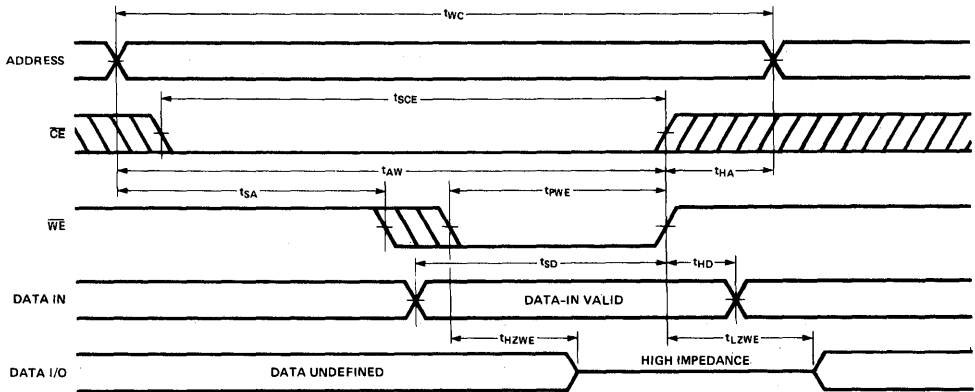 tWC
ADDRESS
tSCE
CE
tAW
tHA
tSA
tPWE
WE
tSD
tHD
DATA IN
DATA-IN VALID
tHZWE
tLZWE
HIGH IMPEDANCE
DATA I/O
DATA UNDEFINED